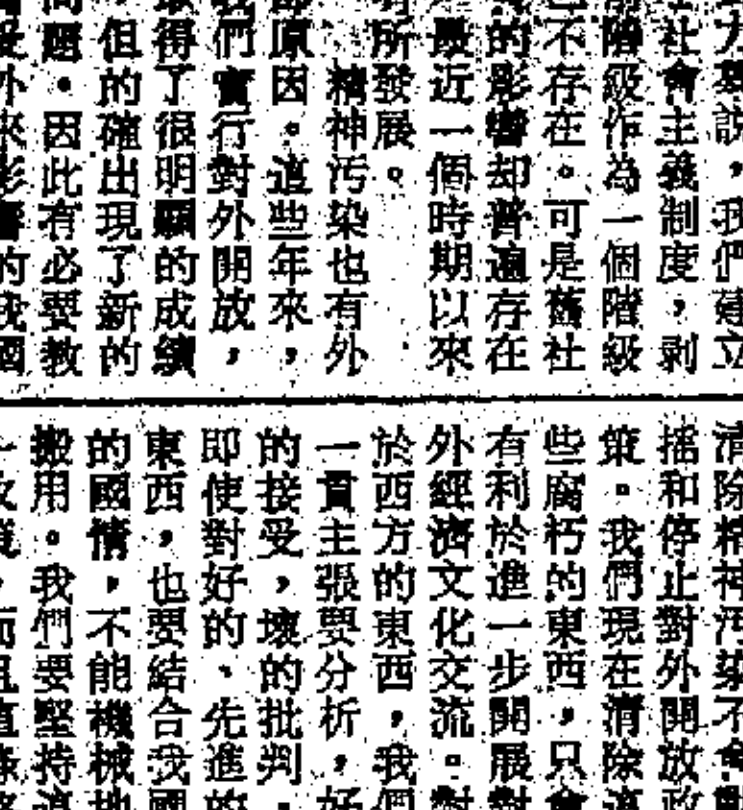 說，我們建立
社會主義制度，剥
階級作為一個階級
不存在。可是舊社
的影響却普遍存在
最近一個時期以來
所發展。
精神污染也有外
原因。這些年來，
們實行對外開放，
得了很明顯的成績
但的確出現了新的
題。因此有必要教
外來影響的我國
清除精神污染不會
搖和停止對外開放政
策。我們現在清除這
些腐朽的東西，只會
有利於進一步開展對
外經濟文化交流。對
於西方的東西，我們
一貫主張要分析，好
的接受，壞的批判，
即使對好的、先進的
東西，也要結合我國
的國情，不能機械地
搬用。我們要堅持這